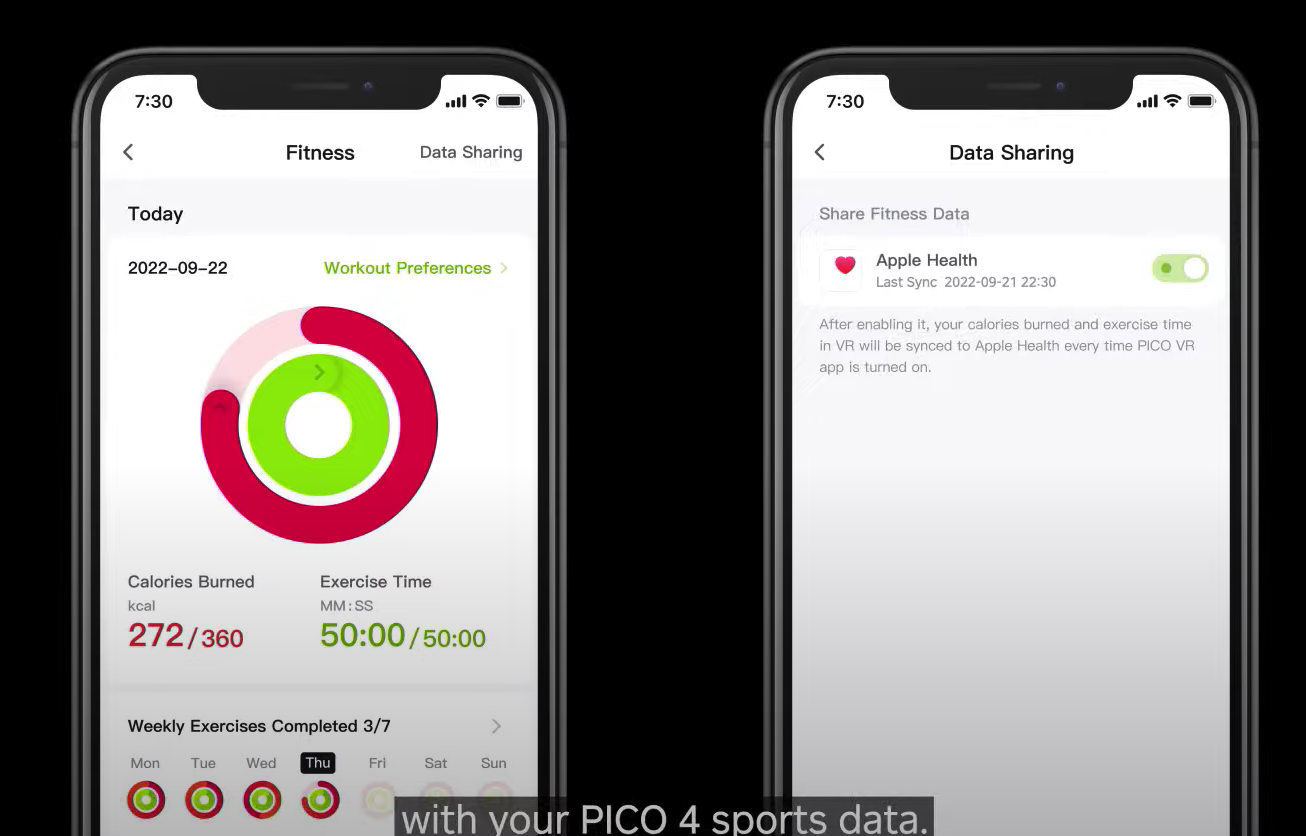 7:30
Fitness
Data Sharing
Today
2022-09-22
Workout Preferences
Calories Burned
Exercise Time
kcal
MM:SS
272/360
50:00/50:00
Weekly Exercises Completed 3/7
Mon Tue Wed Thu Fri Sat Sun
7:30
Data Sharing
Share Fitness Data
Apple Health
Last Sync 2022-09-21 22:30
After enabling it, your calories burned and exercise time
in VR will be synced to Apple Health every time PICO VR
app is turned on.
with your PICO 4 sports data.